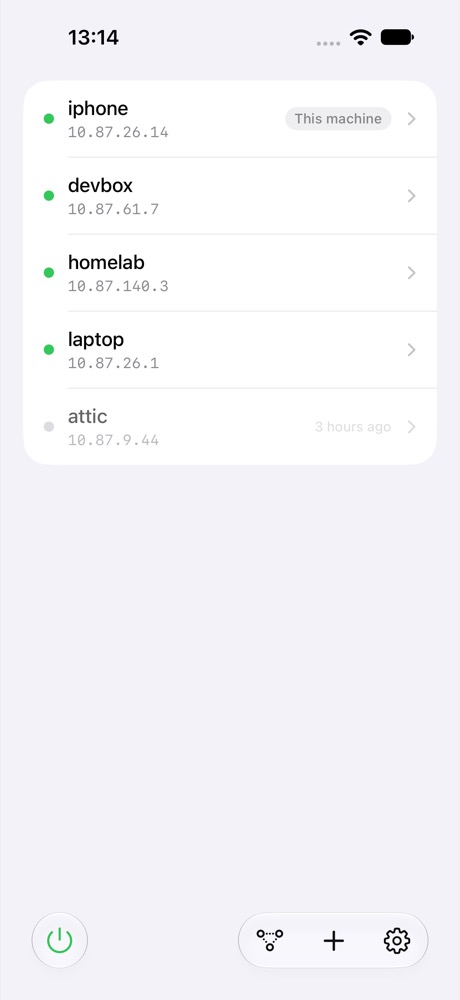 13:14
iphone
10.87.26.14
This machine
devbox
10.87.61.7
homelab
10.87.140.3
laptop
10.87.26.1
attic
10.87.9.44
3 hours ago